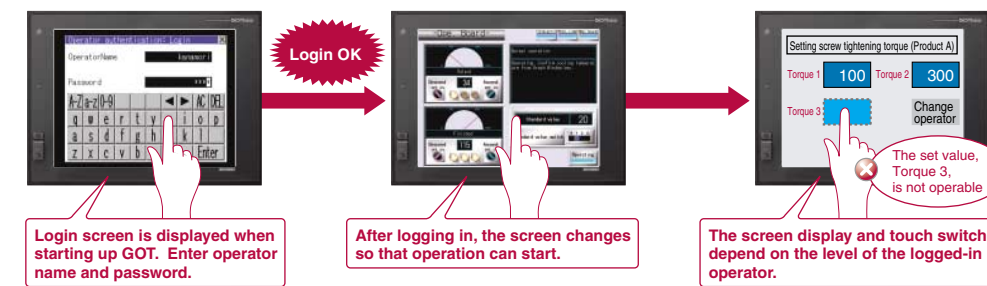 Operator authentication: Login
OperatorName
kanamori
Password
***
A-Z a-z 0-9 ◀ ▶ AC DEL
q w e r t y i o p
a s d f g h k l
z x c v b Enter
Login OK
115
Standard value 20
Setting screw tightening torque (Product A)
Torque 1 100 Torque 2 300
Torque 3
Change
operator
The set value,
Torque 3,
is not operable
Login screen is displayed when
starting up GOT. Enter operator
name and password.
After logging in, the screen changes
so that operation can start.
The screen display and touch switch
depend on the level of the logged-in
operator.